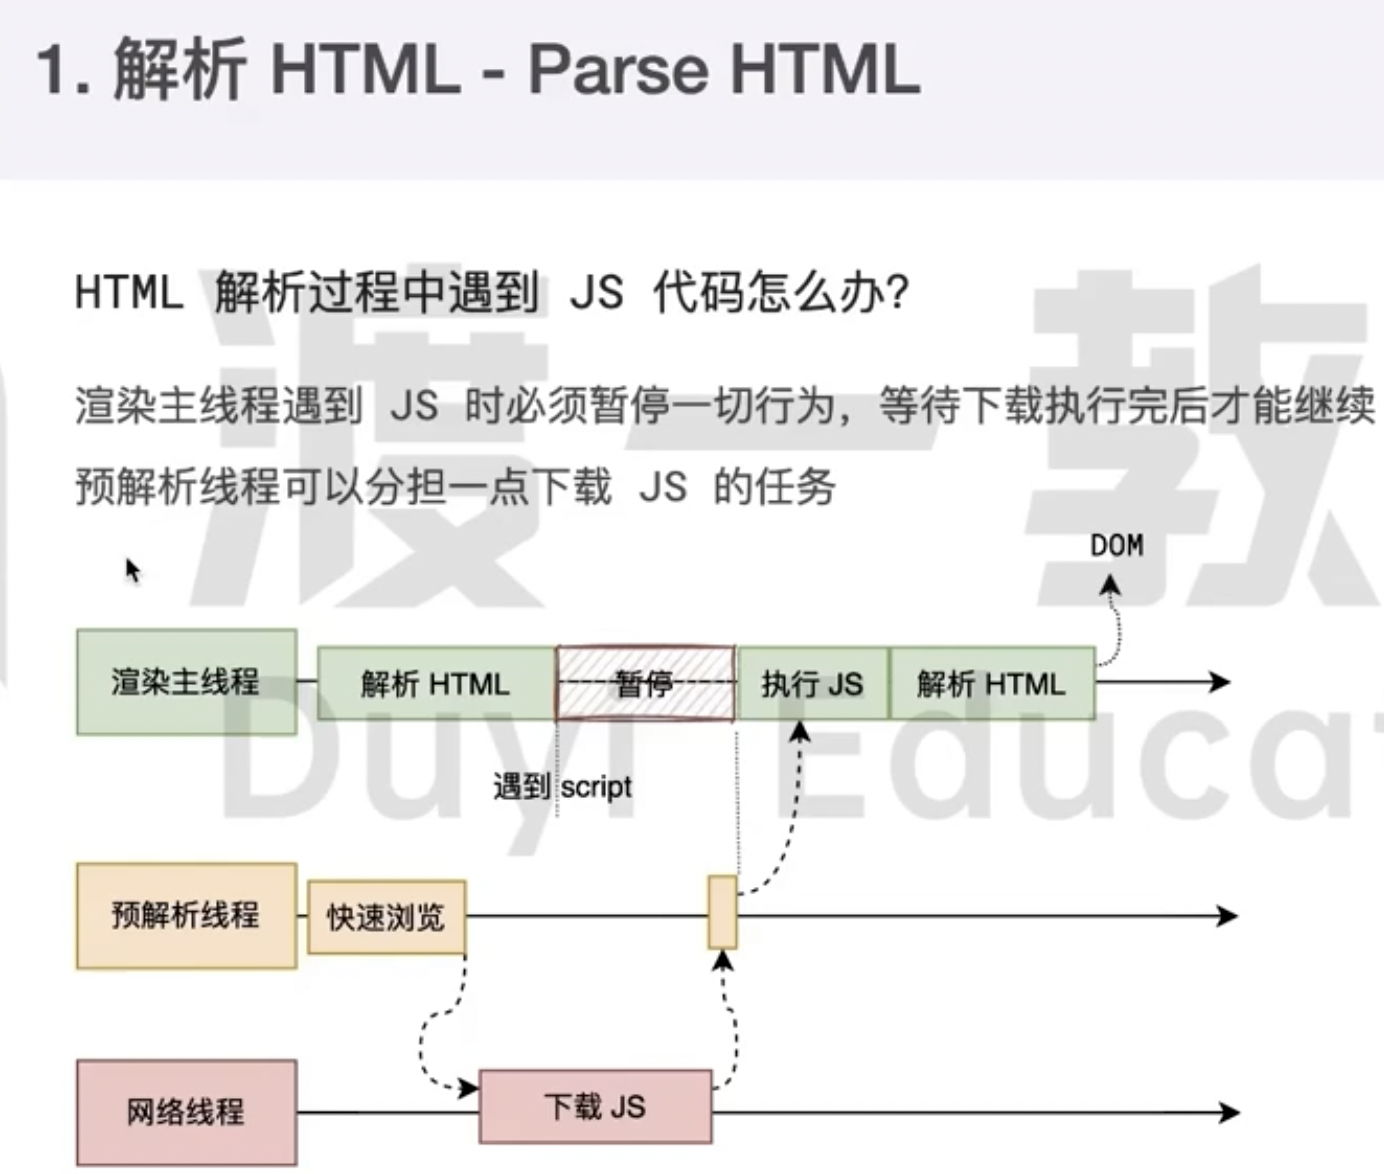 1. 解析 HTML - Parse HTML
HTML 解析过程中遇到 JS 代码怎么办?
渲染主线程遇到 JS 时必须暂停一切行为，等待下载执行完后才能继续
预解析线程可以分担一点下载 JS 的任务
DOM
渲染主线程
解析 HTML
暂停
执行 JS
解析 HTML
遇到 script
预解析线程
快速浏览
网络线程
下载 JS
渡一教
Duyi Educat